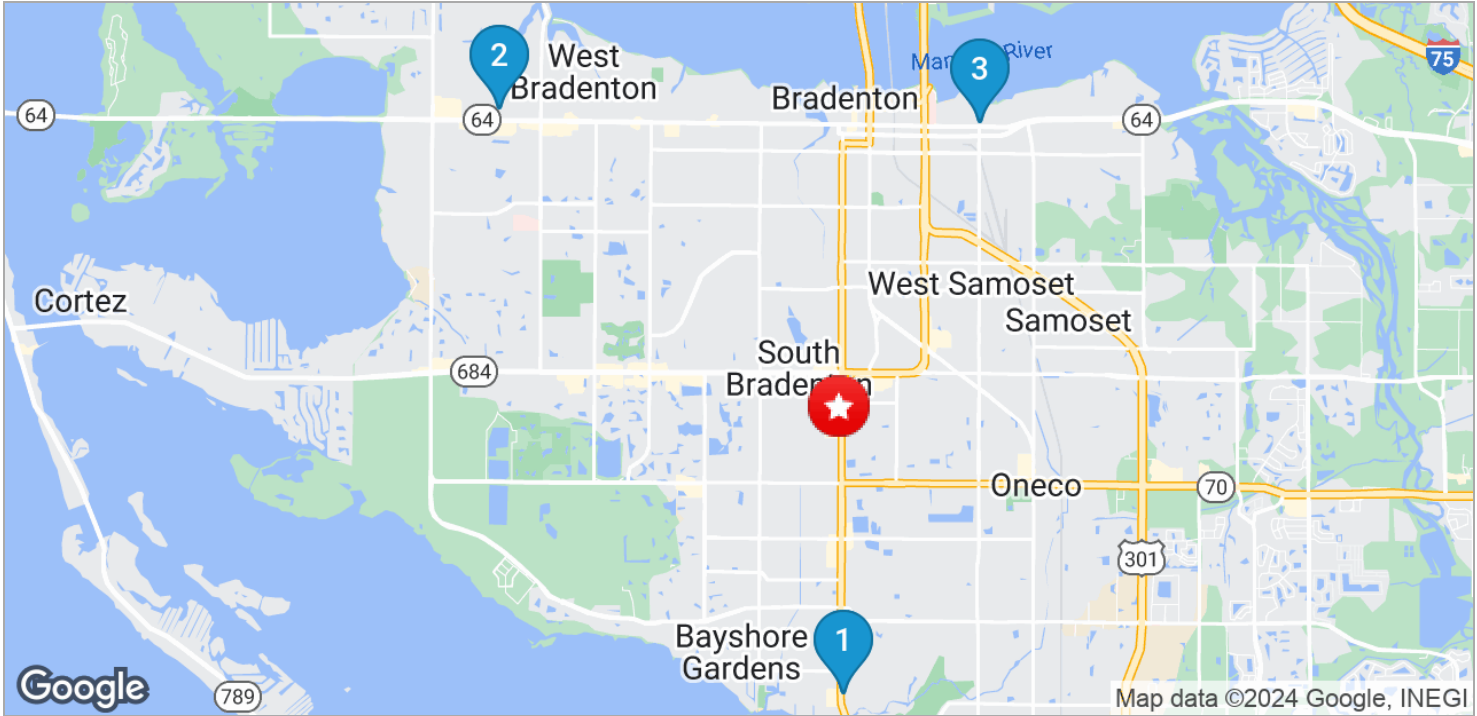 2
West
Bradenton
3
River
75
64
64
Bradenton
64
West Samoset
Cortez
Samoset
South
Bradenton
684
Oneco
70
301
1
Bayshore
Gardens
Google
789
Map data ©2024 Google, INEGI